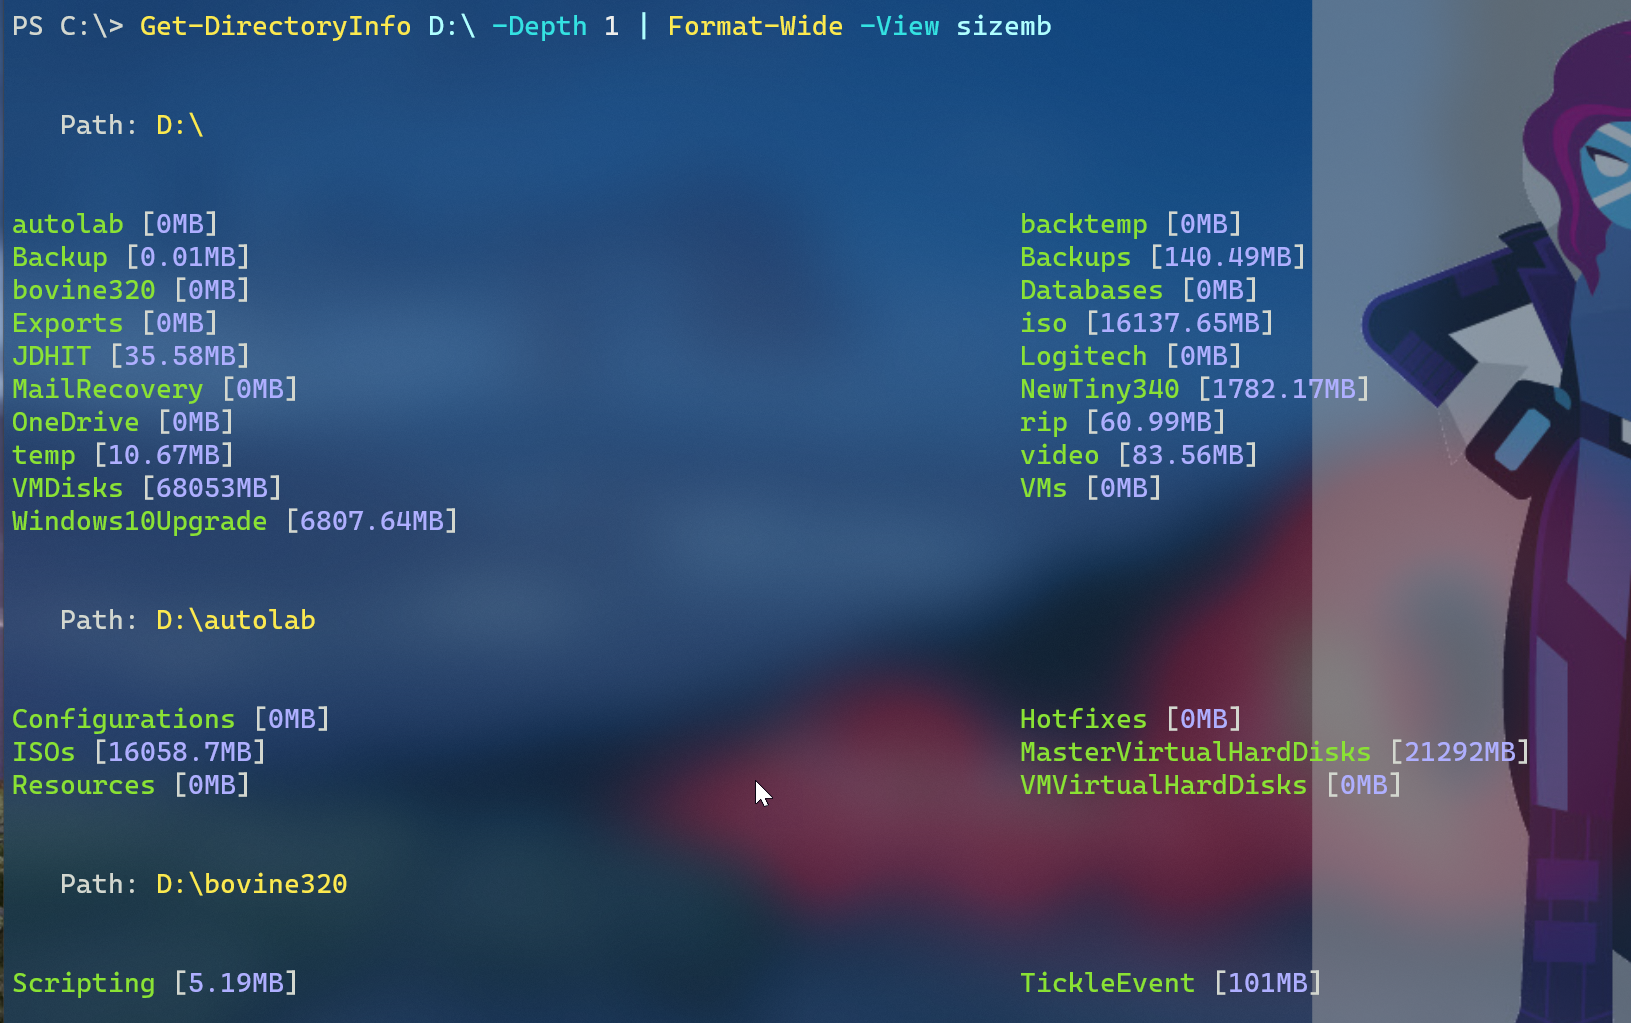 PS C:\> Get-DirectoryInfo D:\ -Depth 1 | Format-Wide -View sizemb
Path: D:\
autolab [0MB] backtemp [0MB]
Backup [0.01MB] Backups [140.49MB]
bovine320 [0MB] Databases [0MB]
Exports [0MB] iso [16137.65MB]
JDHIT [35.58MB] Logitech [0MB]
MailRecovery [0MB] NewTiny340 [1782.17MB]
OneDrive [0MB] rip [60.99MB]
temp [10.67MB] video [83.56MB]
VMDisks [68053MB] VMs [0MB]
Windows10Upgrade [6807.64MB]
Path: D:\autolab
Configurations [0MB] Hotfixes [0MB]
ISOs [16058.7MB] MasterVirtualHardDisks [21292MB]
Resources [0MB] VMVirtualHardDisks [0MB]
Path: D:\bovine320
Scripting [5.19MB] TickleEvent [101MB]